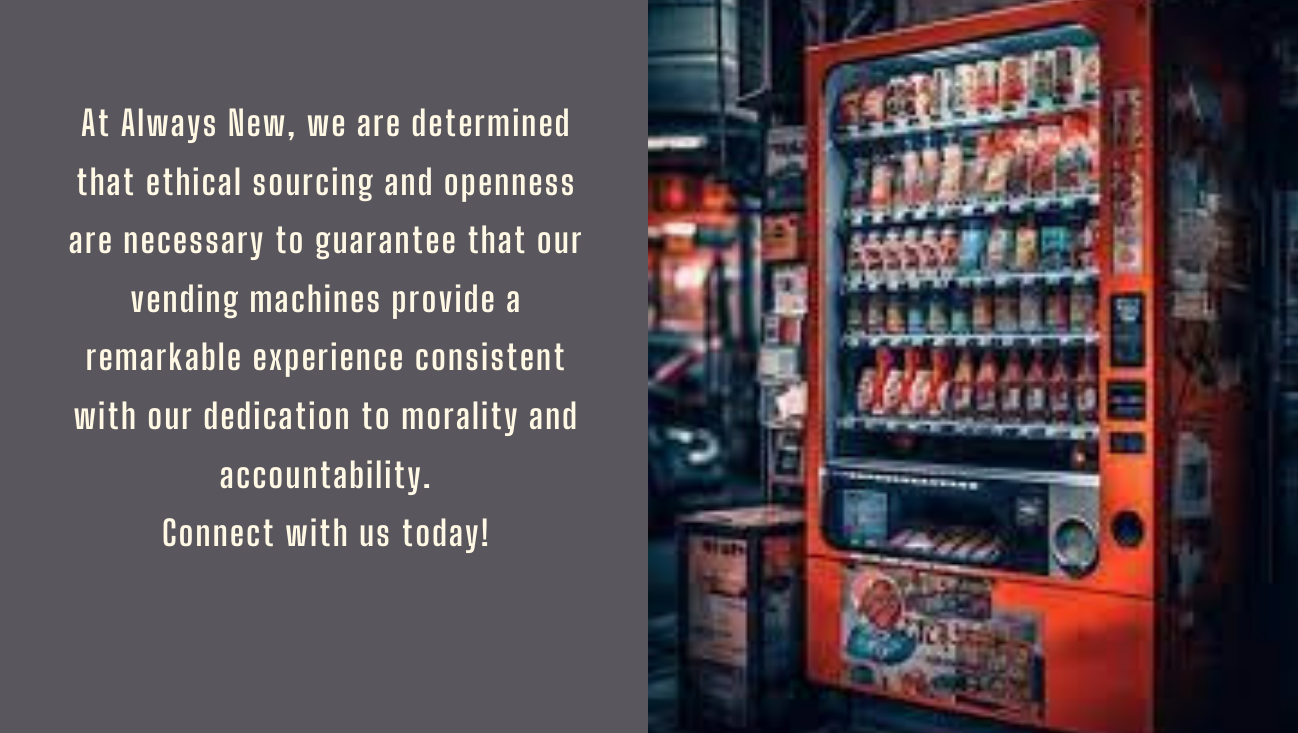 At Always New, we are determined
that ethical sourcing and openness
are necessary to guarantee that our
vending machines provide a
remarkable experience consistent
with our dedication to morality and
accountability.
Connect with us today!